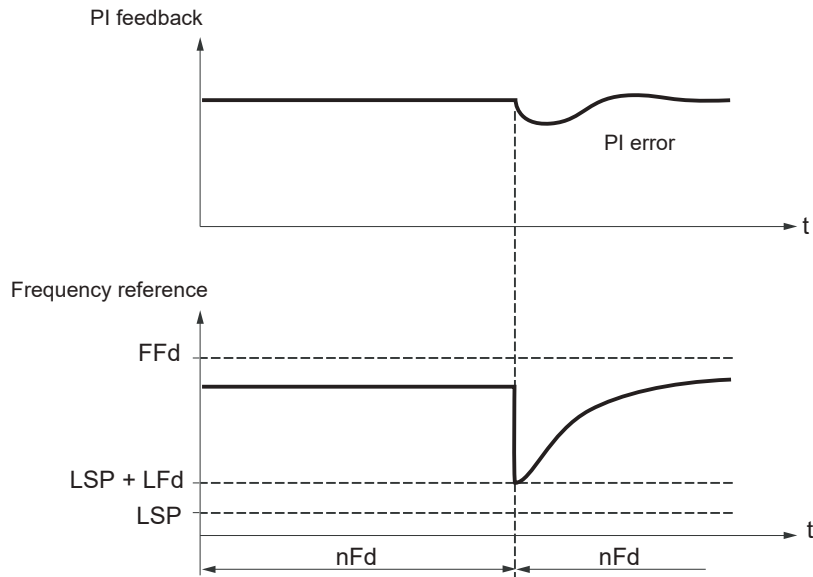 PI feedback
PI error
t
Frequency reference
FFd
LSP + LFd
LSP
t
nFd
nFd